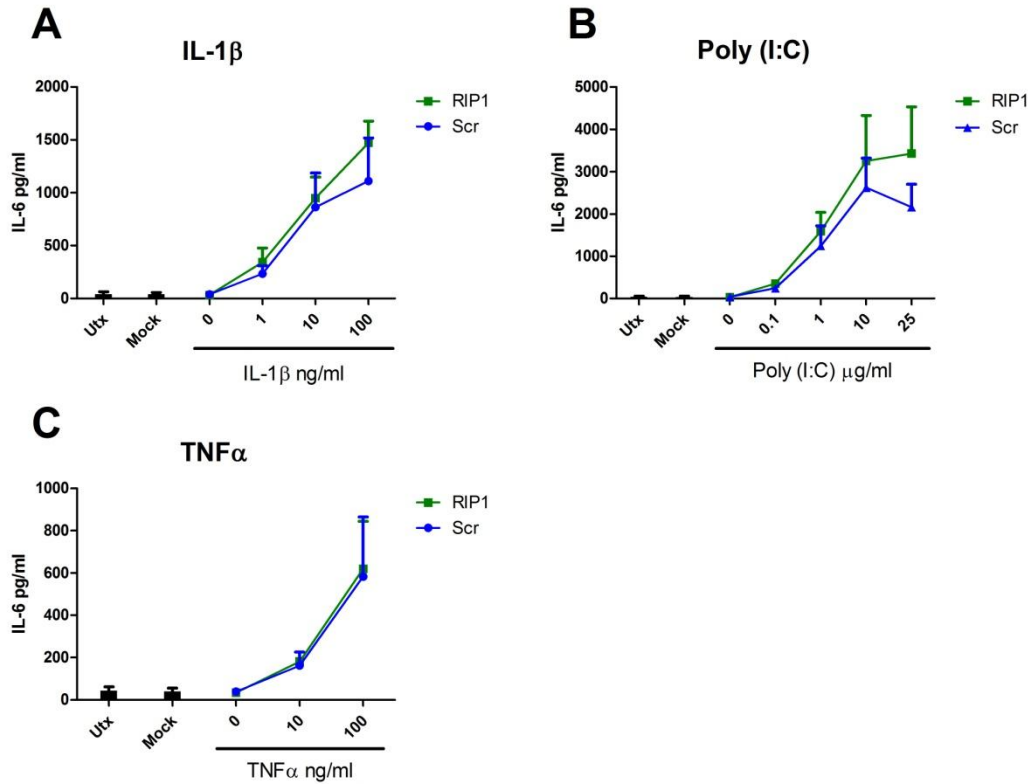 A
IL-1β
IL-6 pg/ml
2000
1500
1000
500
0
Utx
Mock
0
1
10
100
IL-1β ng/ml
RIP1
Scr
B
Poly (I:C)
IL-6 pg/ml
5000
4000
3000
2000
1000
0
Utx
Mock
0
0.1
1
10
25
Poly (I:C) μg/ml
RIP1
Scr
C
TNFα
IL-6 pg/ml
1000
800
600
400
200
0
Utx
Mock
0
10
100
TNFα ng/ml
RIP1
Scr